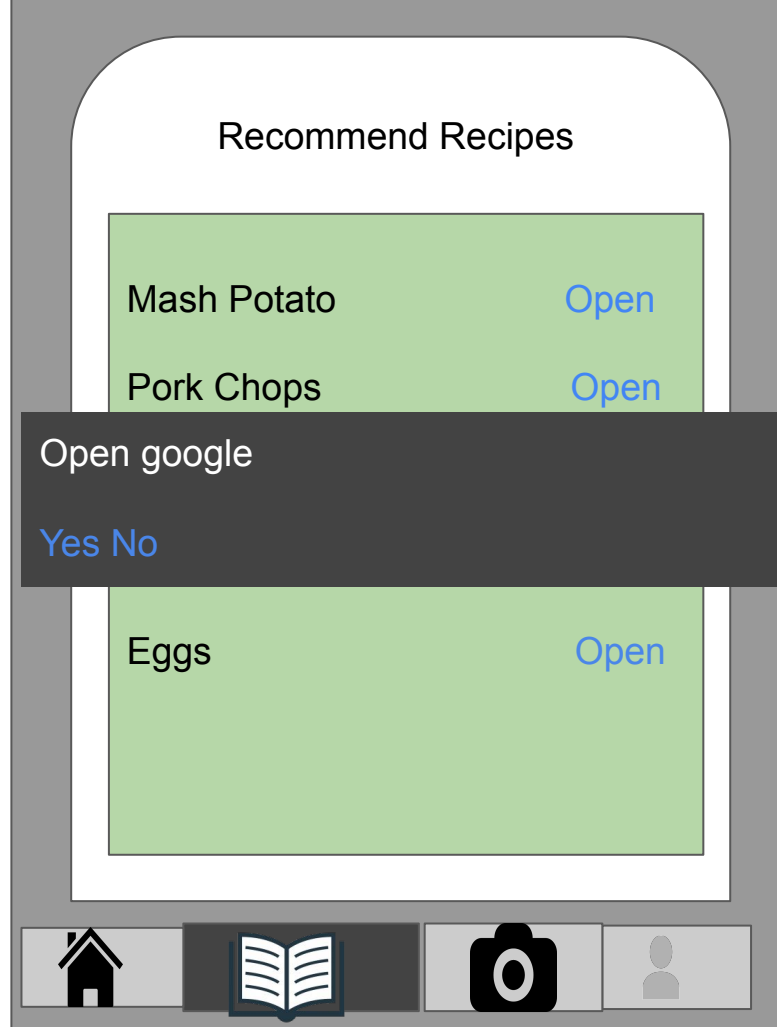 Recommend Recipes
Mash Potato Open
Pork Chops Open
Open google
Yes No
Eggs Open